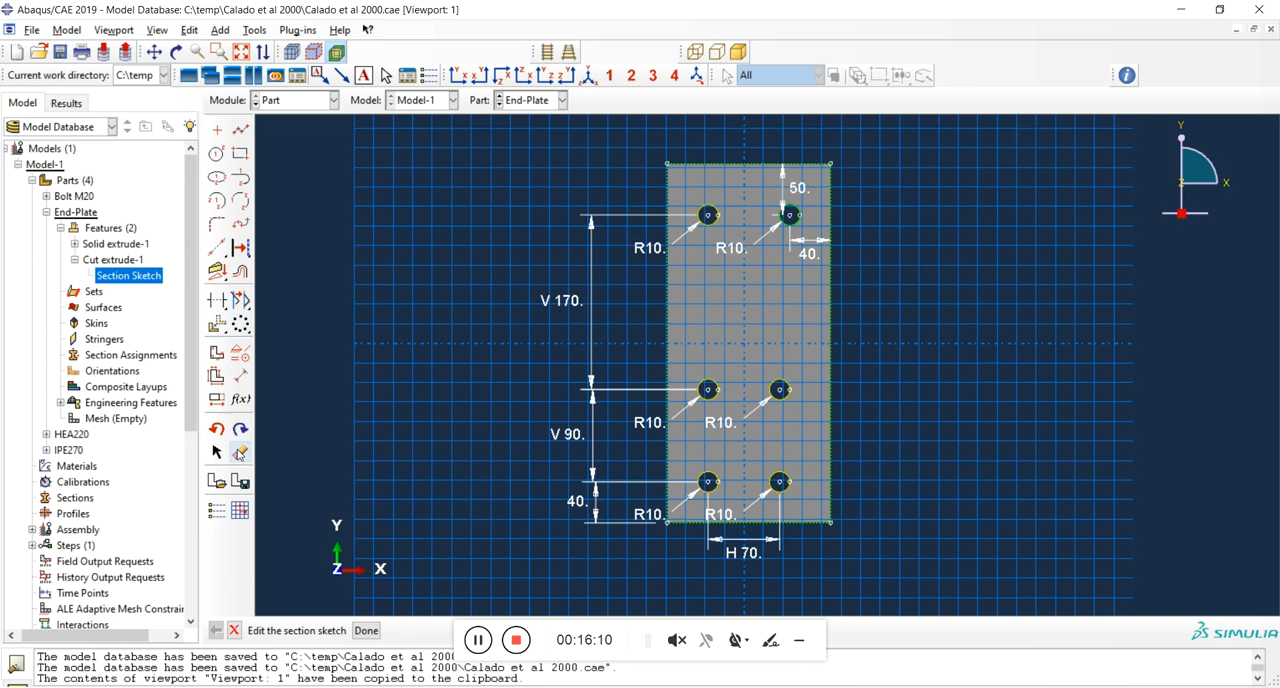 Abaqus/CAE 2019 - Model Database: C:\temp\Calado et al 2000\Calado et al 2000.cae [Viewport: 1]
File Model Viewport View Edit Add Tools Plug-ins Help
Current work directory: C:\temp
1 2 3 4
All
Model Results
Module: Part Model: Model-1 Part: End-Plate
Model Database
Models (1)
Model-1
Parts (4)
Bolt M20
End-Plate
Features (2)
Solid extrude-1
Cut extrude-1
Section Sketch
Sets
Surfaces
Skins
Stringers
Section Assignments
Orientations
Composite Layups
Engineering Features
Mesh (Empty)
HEA220
IPE270
Materials
Calibrations
Sections
Profiles
Assembly
Steps (1)
Field Output Requests
History Output Requests
Time Points
ALE Adaptive Mesh Constrain
Interactions
f(x)
50.
R10. R10.
40.
V 170.
R10. R10.
V 90.
40.
R10. R10.
H 70.
Y
Z X
Y
Z X
Edit the section sketch Done
00:16:10
SIMULIA
The model database has been saved to "C:\temp\Calado et al 200
The model database has been saved to "C:\temp\Calado et al 2000\Calado et al 2000.cae".
The contents of viewport "Viewport: 1" have been copied to the clipboard.